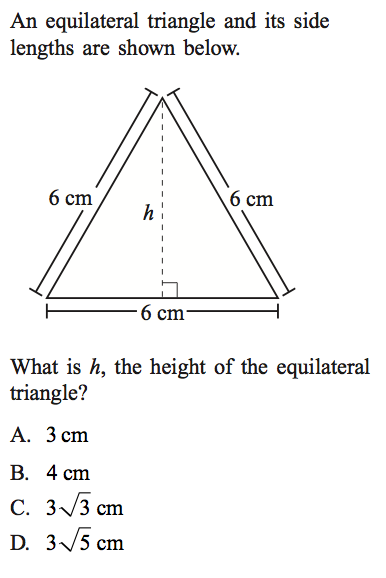 An equilateral triangle and its side
lengths are shown below.
6 cm
6 cm
h
6 cm
What is h, the height of the equilateral
triangle?
A. 3 cm
B. 4 cm
C. 3√3 cm
D. 3√5 cm